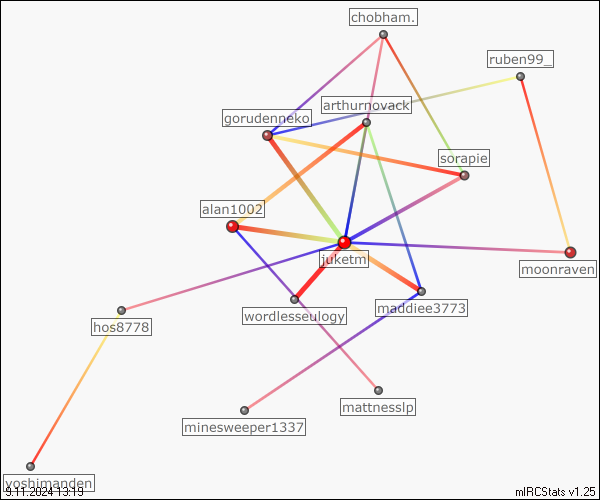 chobham.
ruben99_
arthurnovack
gorudenneko
sorapie
alan1002
juketm
moonraven
maddiee3773
wordlesseulogy
hos8778
mattnesslp
minesweeper1337
yoshimanden
9.11.2024 13:19
mIRCStats v1.25